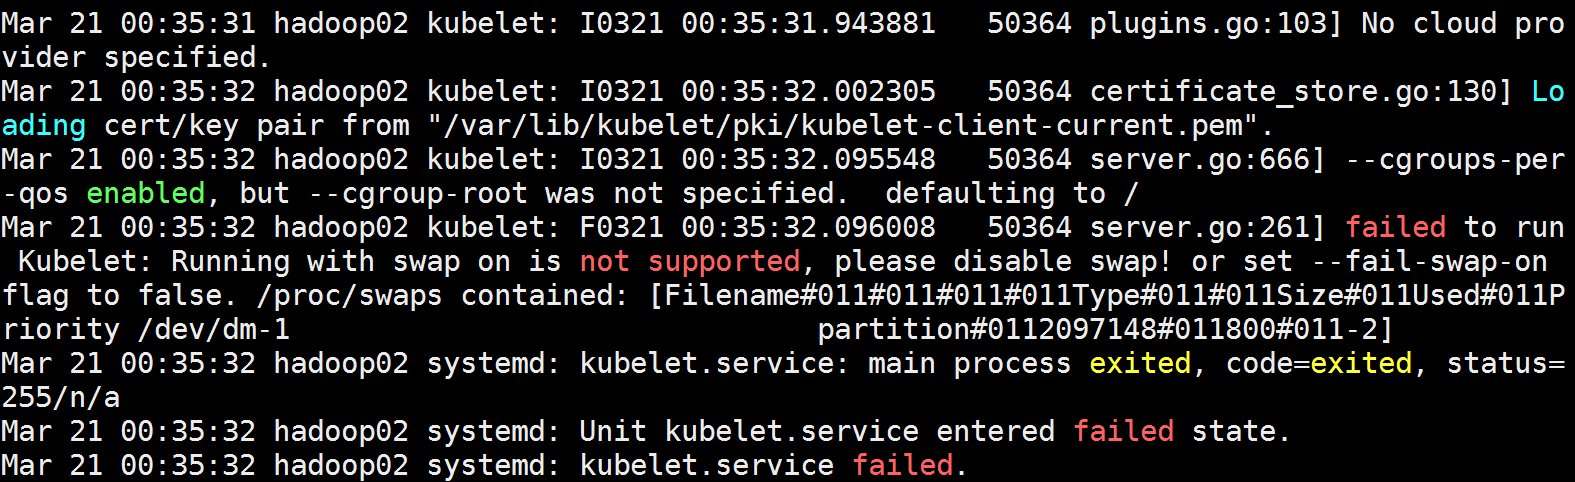 Mar 21 00:35:31 hadoop02 kubelet: I0321 00:35:31.943881   50364 plugins.go:103] No cloud pro
vider specified.
Mar 21 00:35:32 hadoop02 kubelet: I0321 00:35:32.002305   50364 certificate_store.go:130] Lo
ading cert/key pair from "/var/lib/kubelet/pki/kubelet-client-current.pem".
Mar 21 00:35:32 hadoop02 kubelet: I0321 00:35:32.095548   50364 server.go:666] --cgroups-per
-qos enabled, but --cgroup-root was not specified.  defaulting to /
Mar 21 00:35:32 hadoop02 kubelet: F0321 00:35:32.096008   50364 server.go:261] failed to run
 Kubelet: Running with swap on is not supported, please disable swap! or set --fail-swap-on
flag to false. /proc/swaps contained: [Filename#011#011#011#011Type#011#011Size#011Used#011P
riority /dev/dm-1                               partition#0112097148#011800#011-2]
Mar 21 00:35:32 hadoop02 systemd: kubelet.service: main process exited, code=exited, status=
255/n/a
Mar 21 00:35:32 hadoop02 systemd: Unit kubelet.service entered failed state.
Mar 21 00:35:32 hadoop02 systemd: kubelet.service failed.